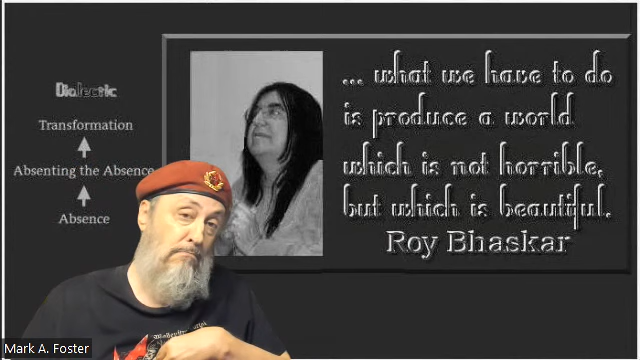 Dialectic
Transformation
Absenting the Absence
Absence
... what we have to do
is produce a world
which is not horrible,
but which is beautiful.
Roy Bhaskar
Mark A. Foster